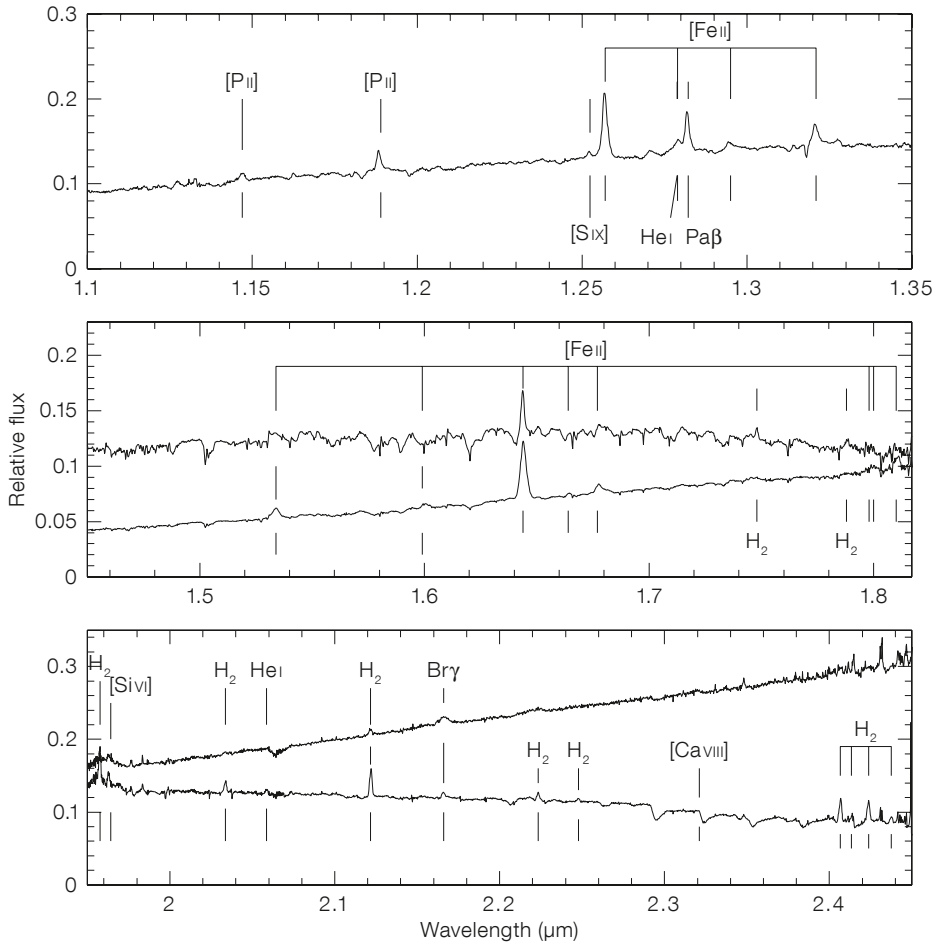 0.3
[Fe II]
[P II] [P II]
0.2
0.1
[S IX] He I Paβ
0
1.1 1.15 1.2 1.25 1.3 1.35
0.2
[Fe II]
0.15
0.1
0.05
H₂ H₂
0
1.5 1.6 1.7 1.8
Relative flux
0.3
H₂ [Si VI] H₂ He I H₂ Brγ
0.2
H₂ H₂ [Ca VIII] H₂
0.1
0
2 2.1 2.2 2.3 2.4
Wavelength (μm)